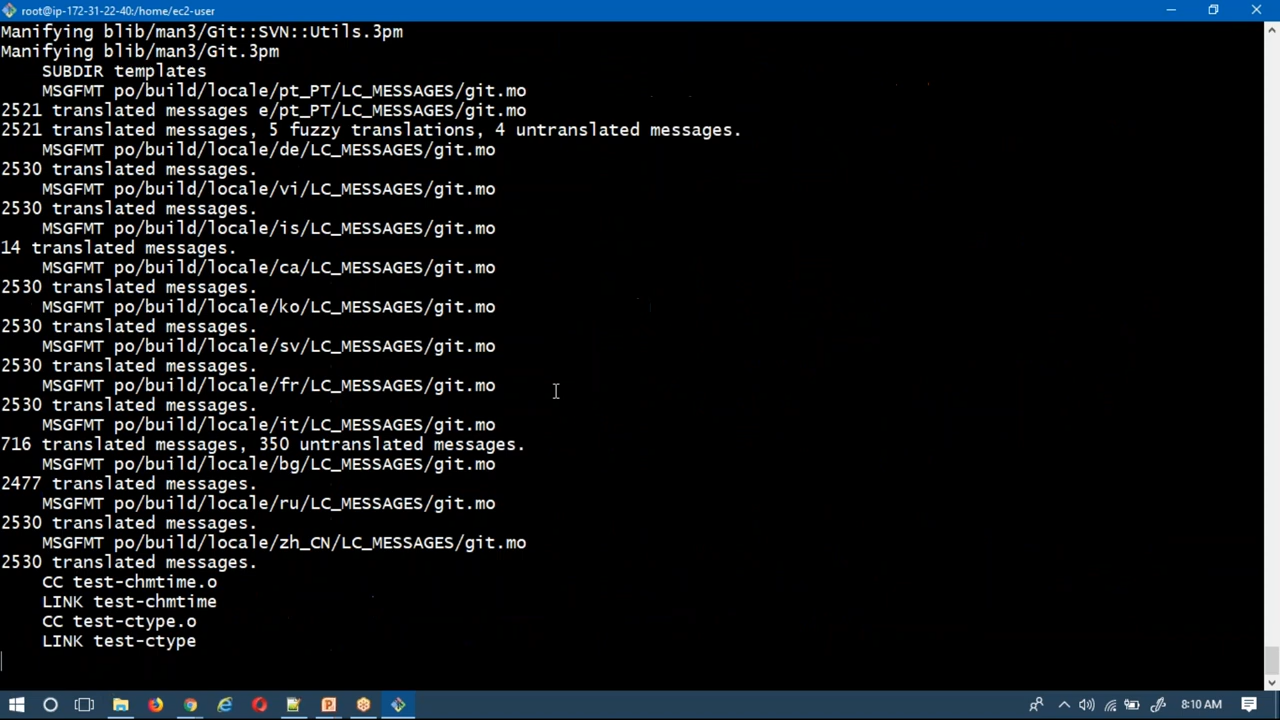 root@ip-172-31-22-40:/home/ec2-user
Manifying blib/man3/Git::SVN::Utils.3pm
Manifying blib/man3/Git.3pm
    SUBDIR templates
    MSGFMT po/build/locale/pt_PT/LC_MESSAGES/git.mo
2521 translated messages e/pt_PT/LC_MESSAGES/git.mo
2521 translated messages, 5 fuzzy translations, 4 untranslated messages.
    MSGFMT po/build/locale/de/LC_MESSAGES/git.mo
2530 translated messages.
    MSGFMT po/build/locale/vi/LC_MESSAGES/git.mo
2530 translated messages.
    MSGFMT po/build/locale/is/LC_MESSAGES/git.mo
14 translated messages.
    MSGFMT po/build/locale/ca/LC_MESSAGES/git.mo
2530 translated messages.
    MSGFMT po/build/locale/ko/LC_MESSAGES/git.mo
2530 translated messages.
    MSGFMT po/build/locale/sv/LC_MESSAGES/git.mo
2530 translated messages.
    MSGFMT po/build/locale/fr/LC_MESSAGES/git.mo
2530 translated messages.
    MSGFMT po/build/locale/it/LC_MESSAGES/git.mo
716 translated messages, 350 untranslated messages.
    MSGFMT po/build/locale/bg/LC_MESSAGES/git.mo
2477 translated messages.
    MSGFMT po/build/locale/ru/LC_MESSAGES/git.mo
2530 translated messages.
    MSGFMT po/build/locale/zh_CN/LC_MESSAGES/git.mo
2530 translated messages.
    CC test-chmtime.o
    LINK test-chmtime
    CC test-ctype.o
    LINK test-ctype
8:10 AM